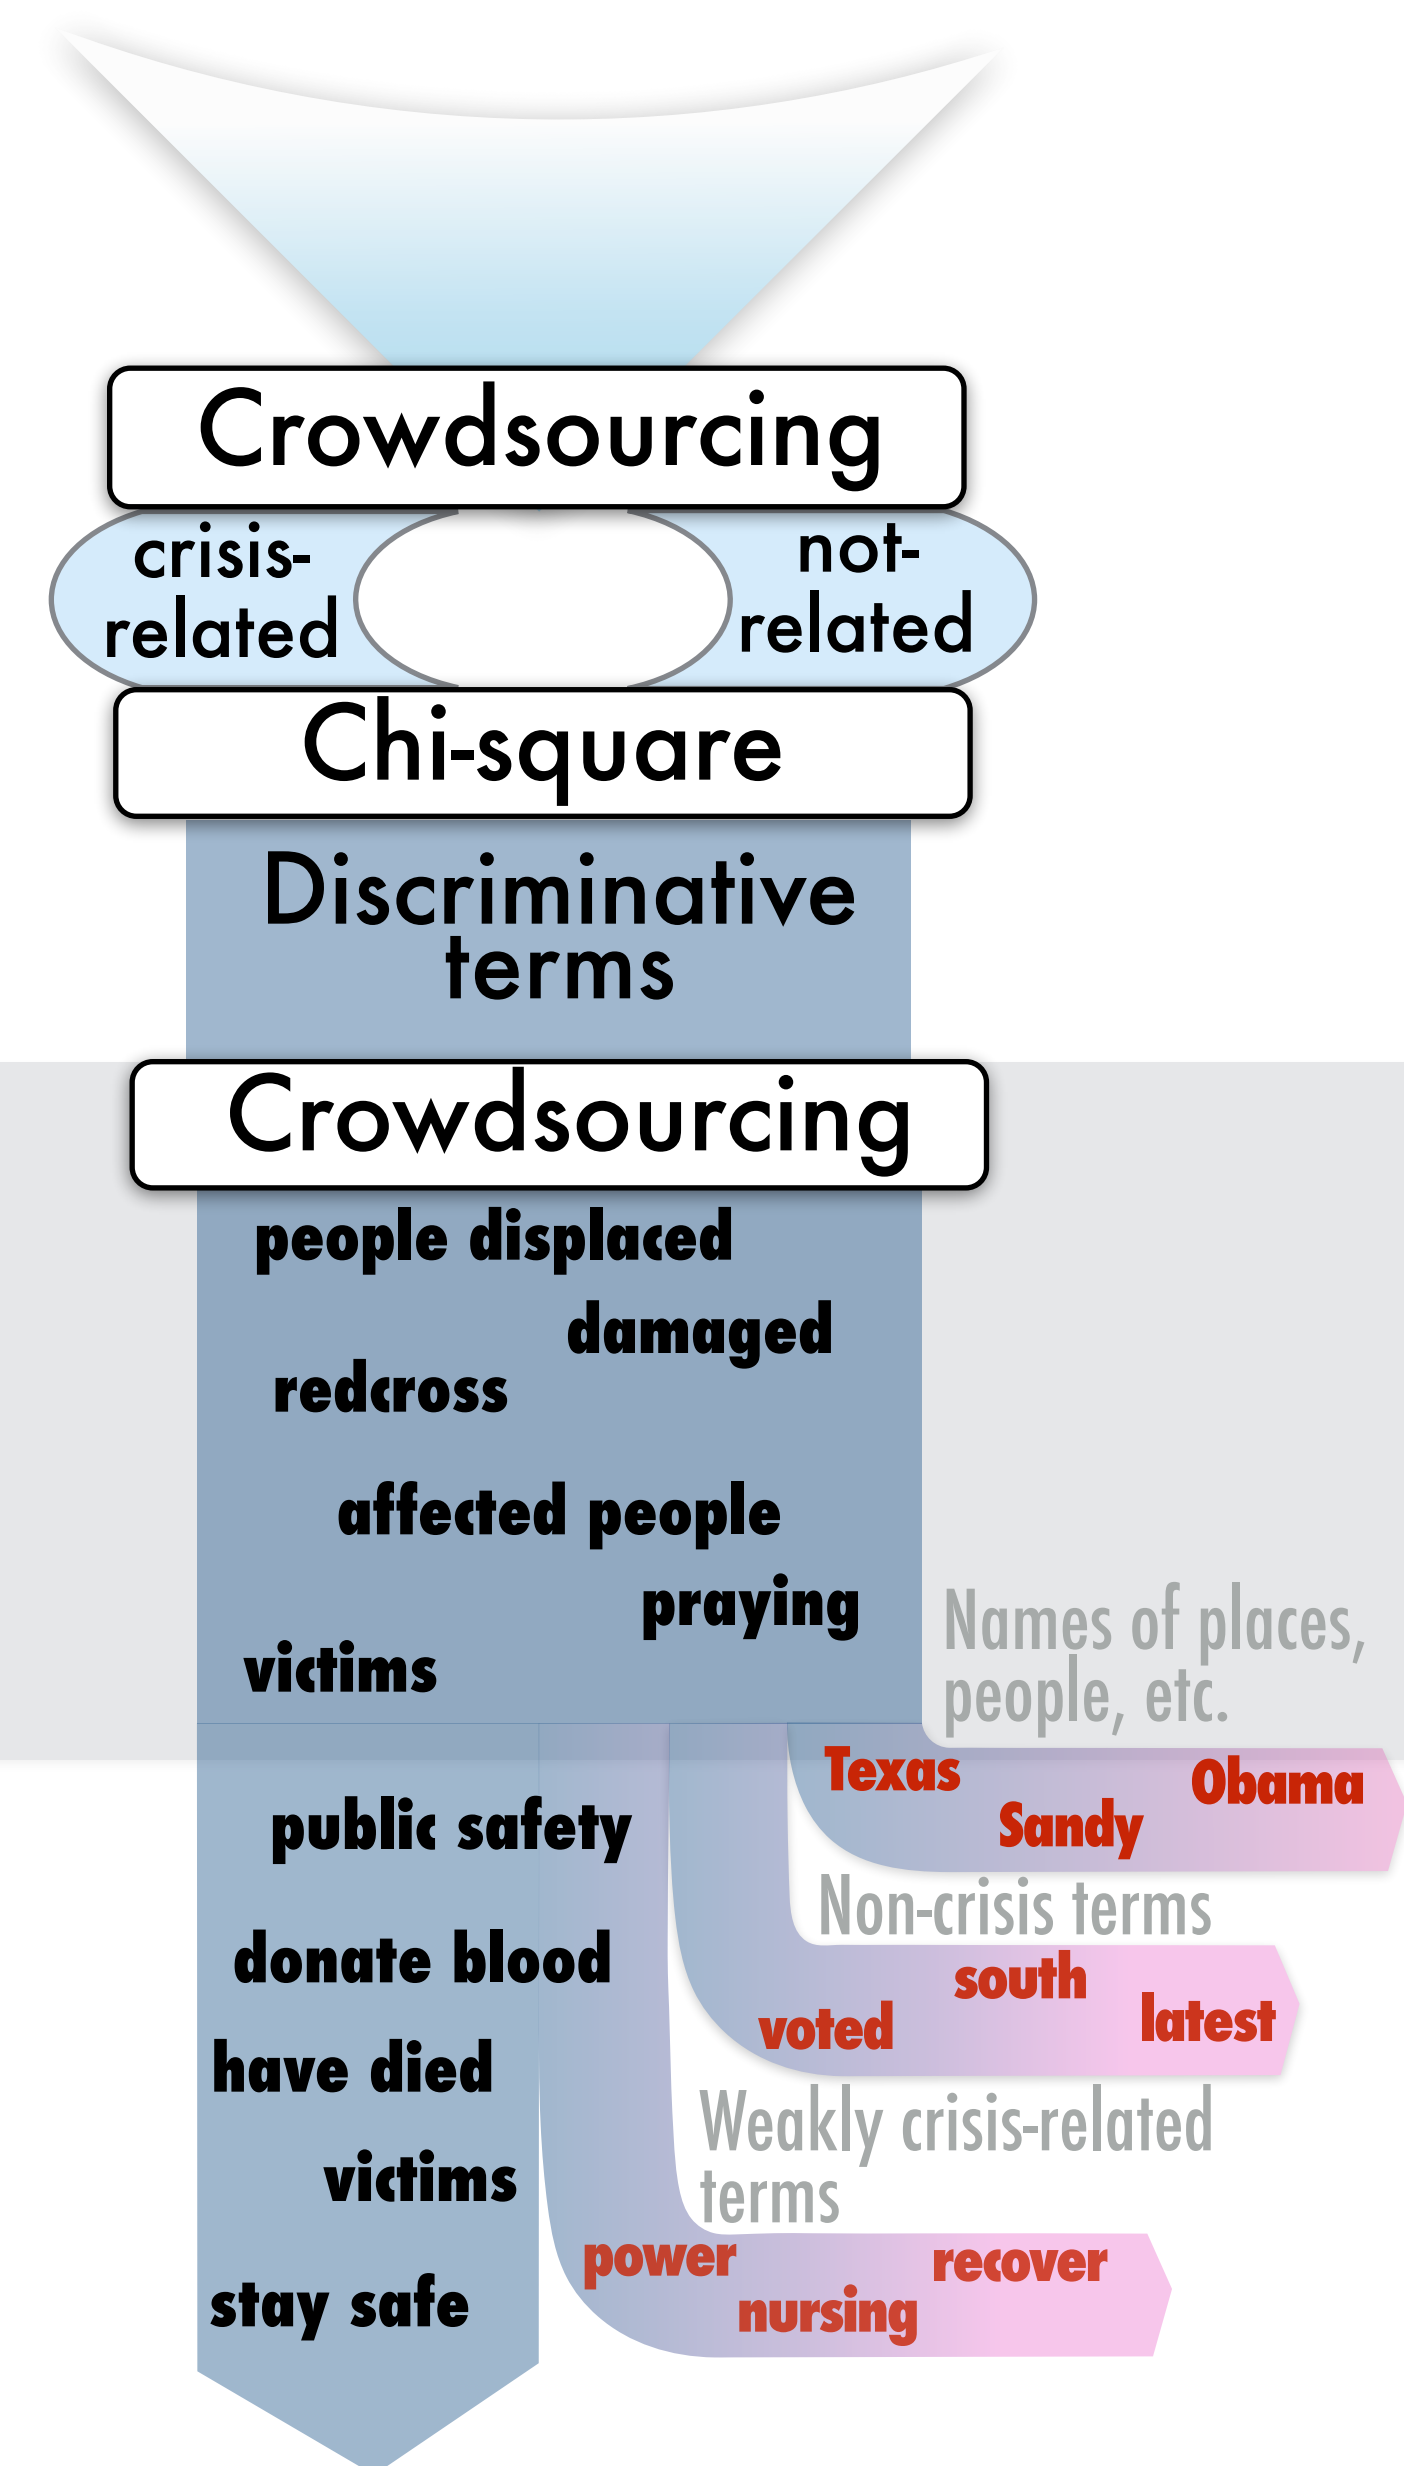 Crowdsourcing
crisis-
related
not-
related
Chi-square
Discriminative
terms
Crowdsourcing
people displaced
damaged
redcross
affected people
praying
victims
Names of places,
people, etc.
Texas
Obama
Sandy
public safety
Non-crisis terms
donate blood
south
latest
voted
have died
Weakly crisis-related
terms
victims
power
recover
nursing
stay safe